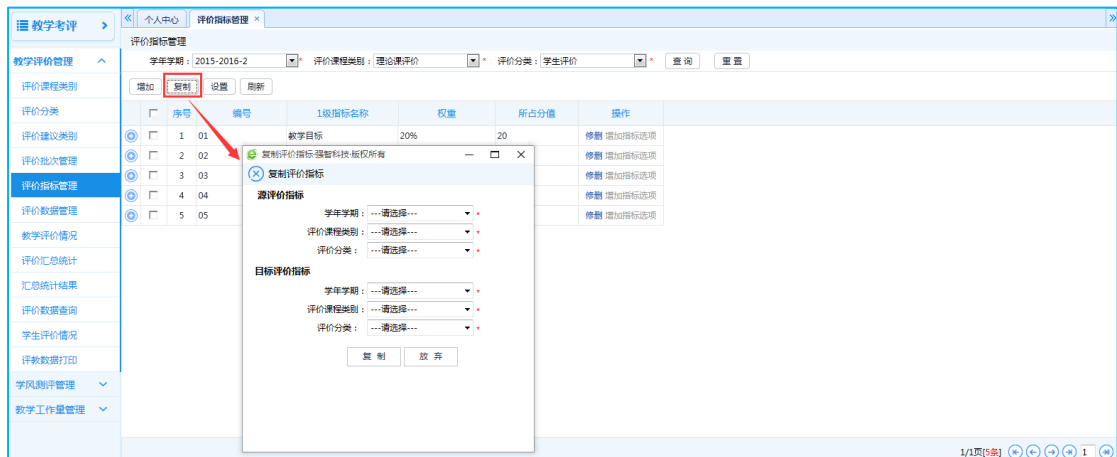 教学考评
个人中心 评价指标管理 ×
评价指标管理
教学评价管理
评价课程类别
评价分类
评价建议类别
评价批次管理
评价指标管理
评价数据管理
教学评价情况
评价汇总统计
汇总统计结果
评价数据查询
学生评价情况
评教数据打印
学风测评管理
教学工作量管理
学年学期：2015-2016-2 * 评价课程类别：理论课评价 * 评价分类：学生评价 * 查 询 重 置
增加 复制 设置 刷新
序号 编号 1级指标名称 权重 所占分值 操作
1 01 教学目标 20% 20 修删 增加指标选项
2 02 修删 增加指标选项
3 03 修删 增加指标选项
4 04 修删 增加指标选项
5 05 修删 增加指标选项
复制评价指标-强智科技-版权所有
复制评价指标
源评价指标
学年学期：---请选择--- *
评价课程类别：---请选择--- *
评价分类：---请选择--- *
目标评价指标
学年学期：---请选择--- *
评价课程类别：---请选择--- *
评价分类：---请选择--- *
复 制 放 弃
1/1页[5条] 1